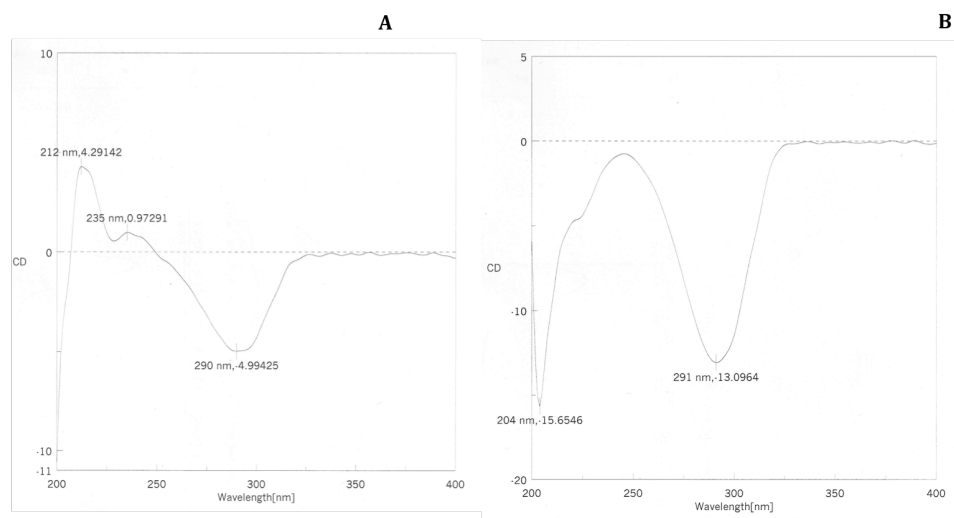 A
10
212 nm,4.29142
235 nm,0.97291
0
CD
290 nm,-4.99425
-10
-11
200
250
300
350
400
Wavelength[nm]
B
5
0
CD
-10
291 nm,-13.0964
204 nm,-15.6546
-20
200
250
300
350
400
Wavelength[nm]